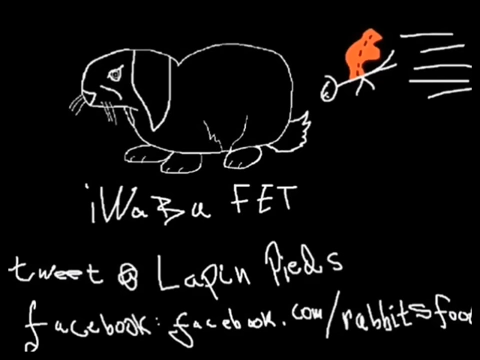 iWaBu FET
tweet @ Lapin Pieds
facebook: facebook.com/rabbitsfoo